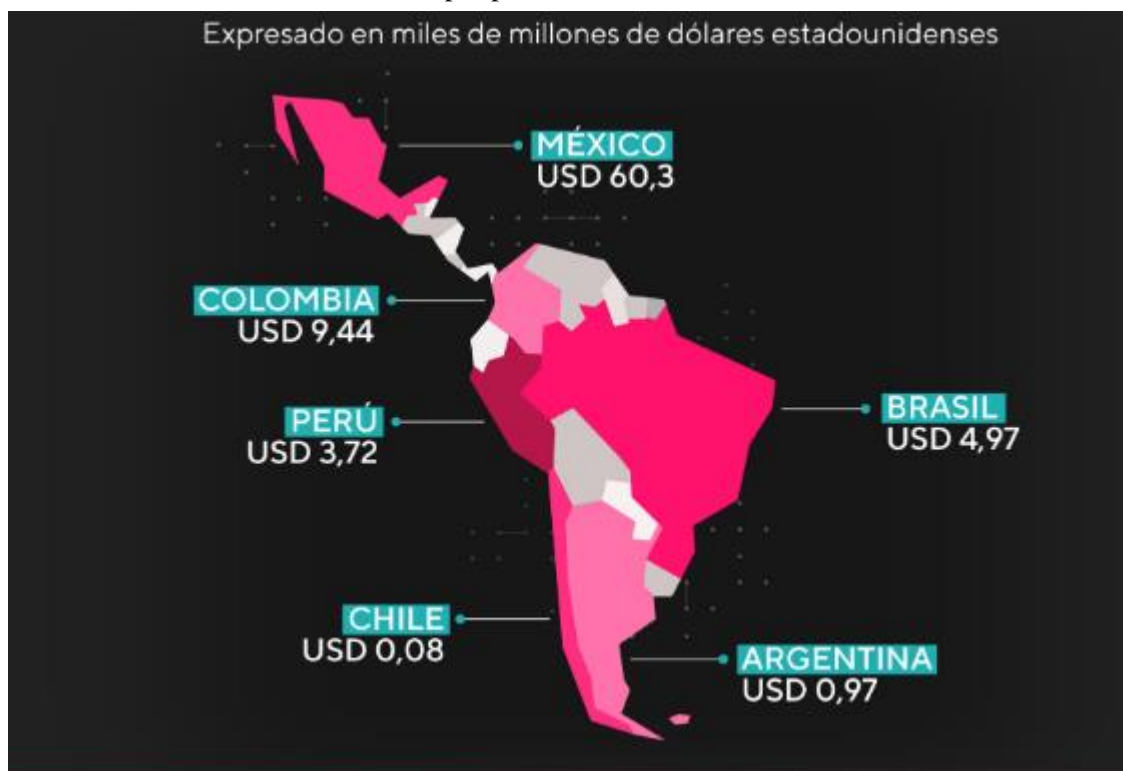 Expresado en miles de millones de dólares estadounidenses
MÉXICO
USD 60,3
COLOMBIA
USD 9,44
PERÚ
USD 3,72
BRASIL
USD 4,97
CHILE
USD 0,08
ARGENTINA
USD 0,97